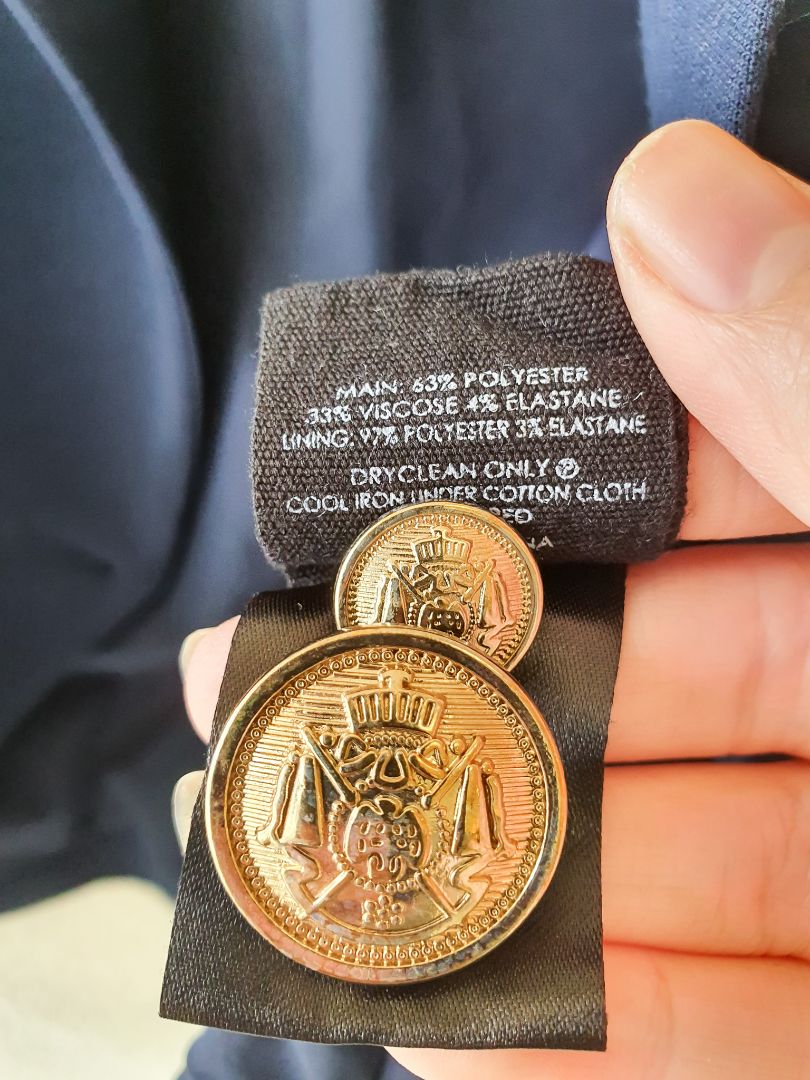 MAIN: 63% POLYESTER
33% VISCOSE 4% ELASTANE
LINING: 97% POLYESTER 3% ELASTANE
DRYCLEAN ONLY Ⓟ
COOL IRON UNDER COTTON CLOTH